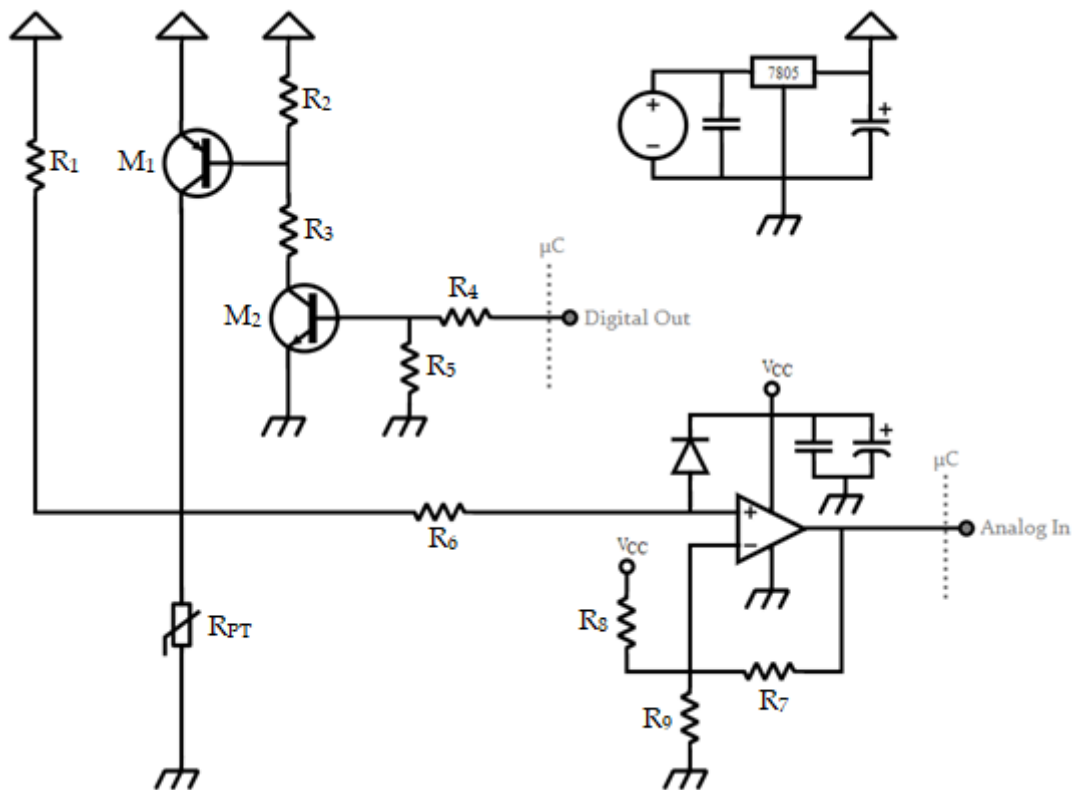 7805
R2
R1
M1
R3
μC
R4
M2
Digital Out
R5
VCC
μC
R6
Analog In
VCC
R8
RPT
R7
R9